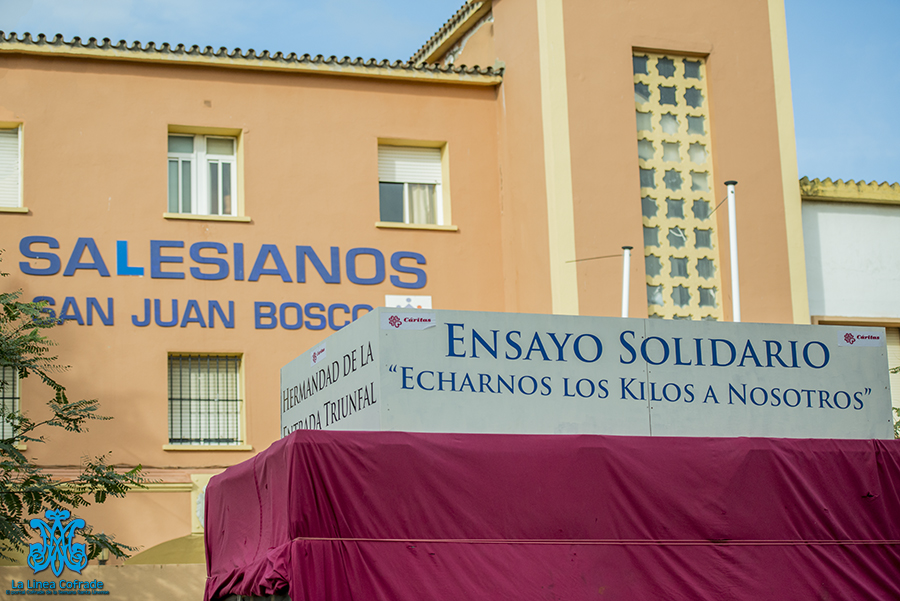 SALESIANOS
SAN JUAN BOSCO
Cáritas
Cáritas
HERMANDAD DE LA
ENTRADA TRIUNFAL
ENSAYO SOLIDARIO
“ECHARNOS LOS KILOS A NOSOTROS”
La Línea Cofrade